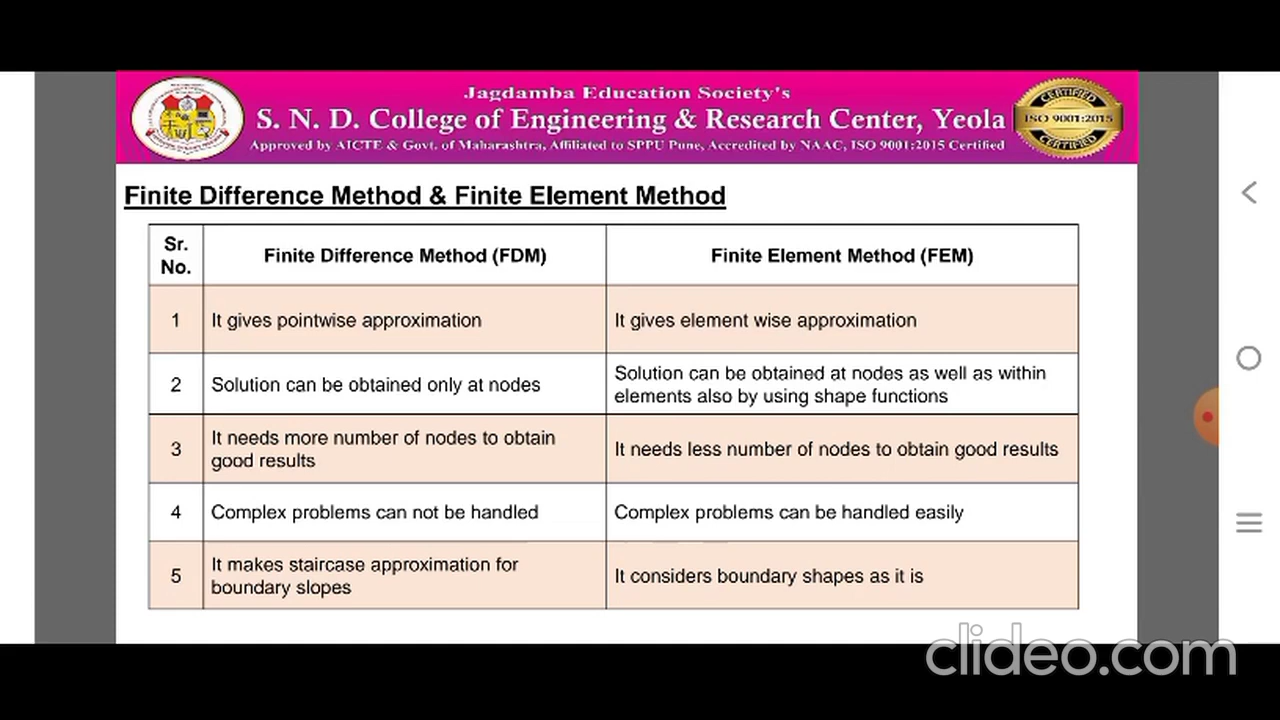 Jagdamba Education Society's
S. N. D. College of Engineering & Research Center, Yeola
Approved by AICTE & Govt. of Maharashtra, Affiliated to SPPU Pune, Accredited by NAAC, ISO 9001:2015 Certified
CERTIFIED
ISO 9001:2015
CERTIFIED
Finite Difference Method & Finite Element Method
Sr.
No.
Finite Difference Method (FDM)
Finite Element Method (FEM)
1
It gives pointwise approximation
It gives element wise approximation
2
Solution can be obtained only at nodes
Solution can be obtained at nodes as well as within
elements also by using shape functions
3
It needs more number of nodes to obtain
good results
It needs less number of nodes to obtain good results
4
Complex problems can not be handled
Complex problems can be handled easily
5
It makes staircase approximation for
boundary slopes
It considers boundary shapes as it is
clideo.com